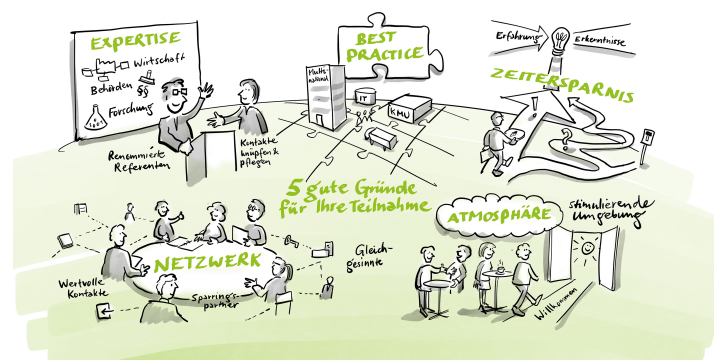 EXPERTISE
Wirtschaft
Behörden §§
Forschung
Renommierte
Referenten
Kontakte
knüpfen &
pflegen
BEST
PRACTICE
Multi-
national
IT
KMU
Erfahrung
Erkenntnisse
ZEITERSPARNIS
!
?
5 gute Gründe
für Ihre Teilnahme
NETZWERK
Wertvolle
Kontakte
Sparrings-
partner
Gleich-
gesinnte
ATMOSPHÄRE
stimulierende
Umgebung
Willkommen